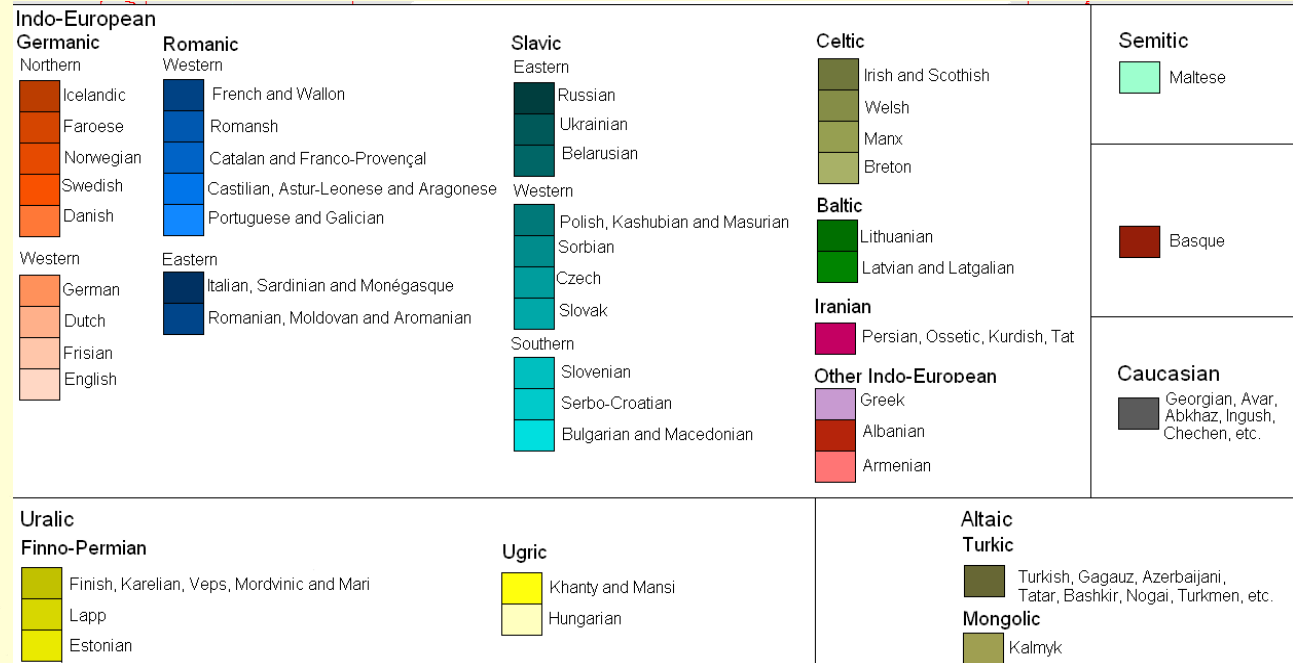 Indo-European
Germanic
Northern
Icelandic
Faroese
Norwegian
Swedish
Danish
Western
German
Dutch
Frisian
English
Romanic
Western
French and Wallon
Romansh
Catalan and Franco-Provençal
Castilian, Astur-Leonese and Aragonese
Portuguese and Galician
Eastern
Italian, Sardinian and Monégasque
Romanian, Moldovan and Aromanian
Slavic
Eastern
Russian
Ukrainian
Belarusian
Western
Polish, Kashubian and Masurian
Sorbian
Czech
Slovak
Southern
Slovenian
Serbo-Croatian
Bulgarian and Macedonian
Celtic
Irish and Scothish
Welsh
Manx
Breton
Baltic
Lithuanian
Latvian and Latgalian
Iranian
Persian, Ossetic, Kurdish, Tat
Other Indo-European
Greek
Albanian
Armenian
Semitic
Maltese
Basque
Caucasian
Georgian, Avar,
Abkhaz, Ingush,
Chechen, etc.
Uralic
Finno-Permian
Finish, Karelian, Veps, Mordvinic and Mari
Lapp
Estonian
Ugric
Khanty and Mansi
Hungarian
Altaic
Turkic
Turkish, Gagauz, Azerbaijani,
Tatar, Bashkir, Nogai, Turkmen, etc.
Mongolic
Kalmyk